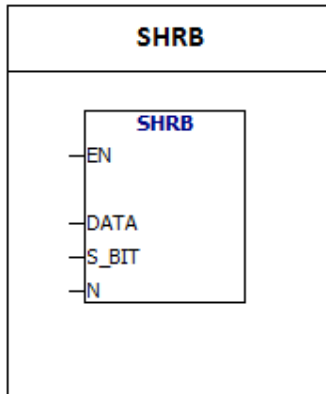 SHRB
SHRB
EN
DATA
S_BIT
N